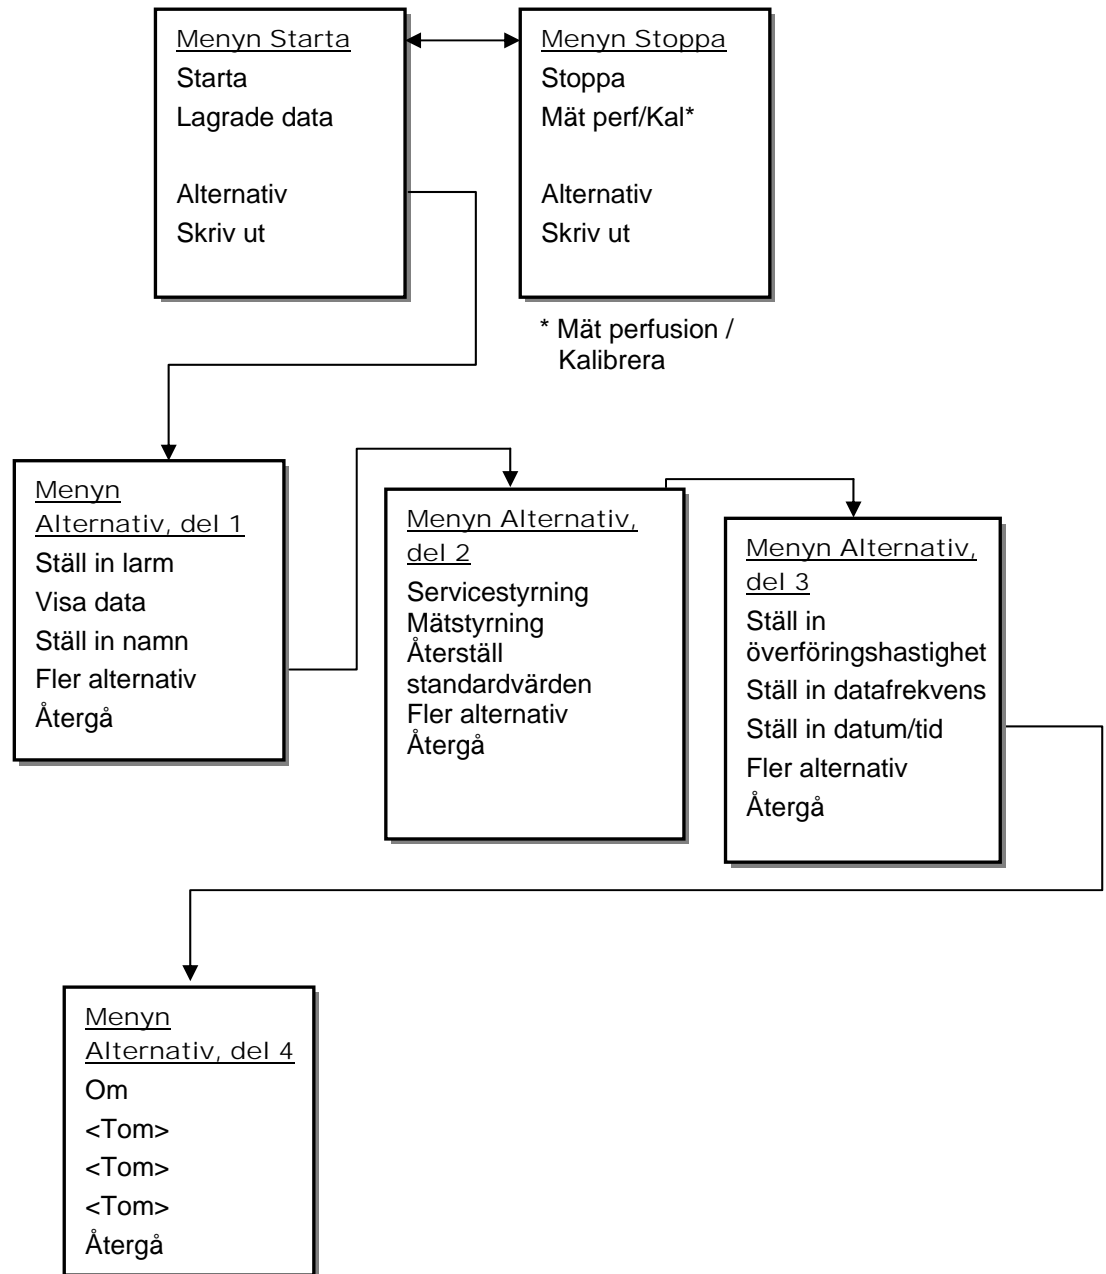 Menyn Starta
Starta
Lagrade data
Alternativ
Skriv ut
Menyn Stoppa
Stoppa
Mät perf/Kal*
Alternativ
Skriv ut
* Mät perfusion /
Kalibrera
Menyn
Alternativ, del 1
Ställ in larm
Visa data
Ställ in namn
Fler alternativ
Återgå
Menyn Alternativ,
del 2
Servicestyrning
Mätstyrning
Återställ
standardvärden
Fler alternativ
Återgå
Menyn Alternativ,
del 3
Ställ in
överföringshastighet
Ställ in datafrekvens
Ställ in datum/tid
Fler alternativ
Återgå
Menyn
Alternativ, del 4
Om
<Tom>
<Tom>
<Tom>
Återgå